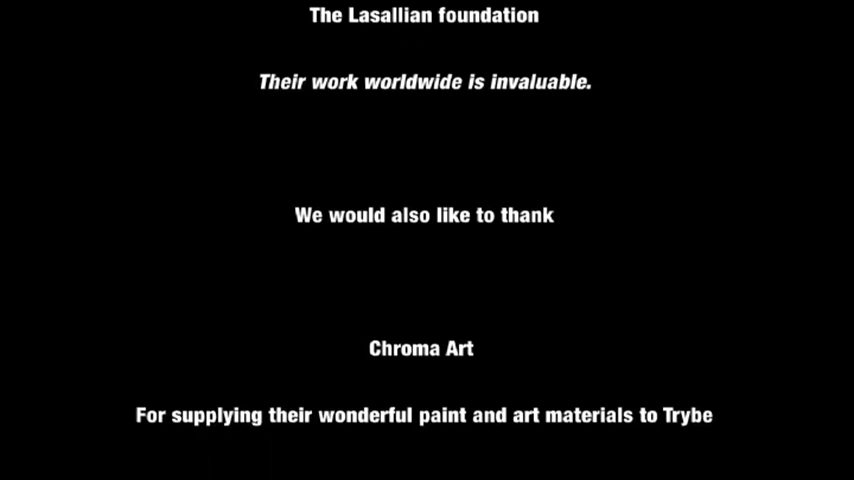 The Lasallian foundation
Their work worldwide is invaluable.
We would also like to thank
Chroma Art
For supplying their wonderful paint and art materials to Trybe